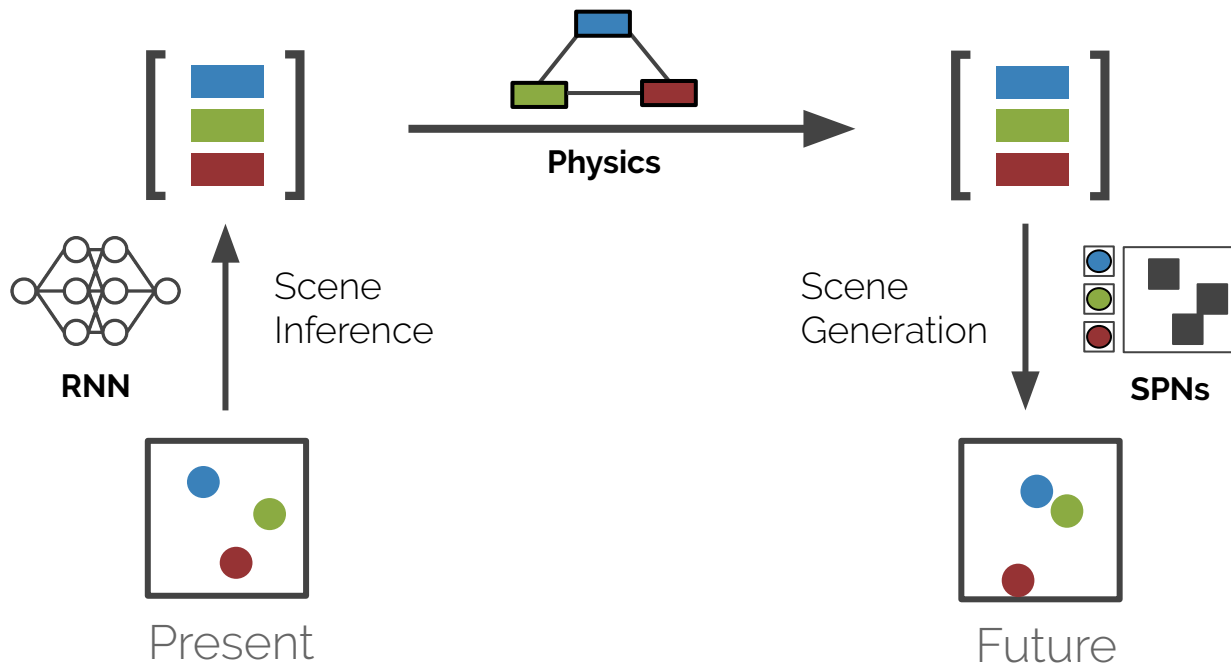 Physics
Scene
Inference
RNN
Scene
Generation
SPNs
Present
Future